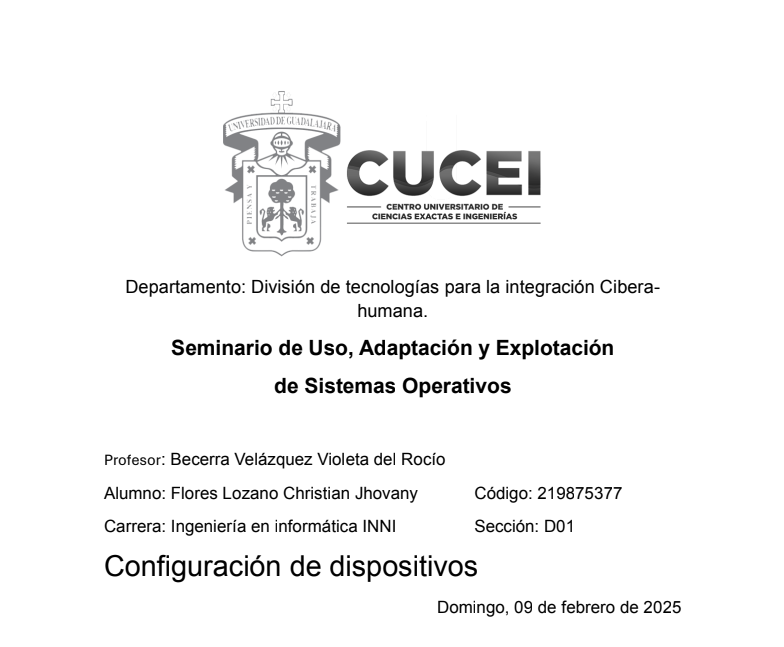 UNIVERSIDAD DE GUADALAJARA
PIENSA Y
TRABAJA
CUCEI
CENTRO UNIVERSITARIO DE
CIENCIAS EXACTAS E INGENIERÍAS
Departamento: División de tecnologías para la integración Cibera-
humana.
Seminario de Uso, Adaptación y Explotación
de Sistemas Operativos
Profesor: Becerra Velázquez Violeta del Rocío
Alumno: Flores Lozano Christian Jhovany Código: 219875377
Carrera: Ingeniería en informática INNI Sección: D01
Configuración de dispositivos
Domingo, 09 de febrero de 2025